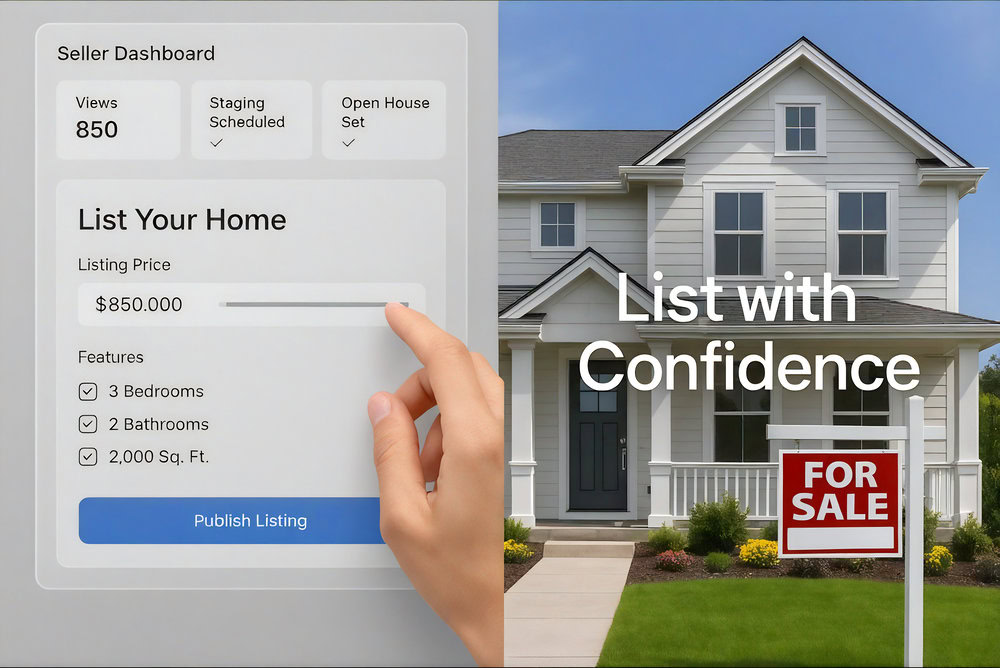 Seller Dashboard
Views
850
Staging
Scheduled
Open House
Set
List Your Home
Listing Price
$850.000
Features
3 Bedrooms
2 Bathrooms
2,000 Sq. Ft.
Publish Listing
List with
Confidence
FOR
SALE